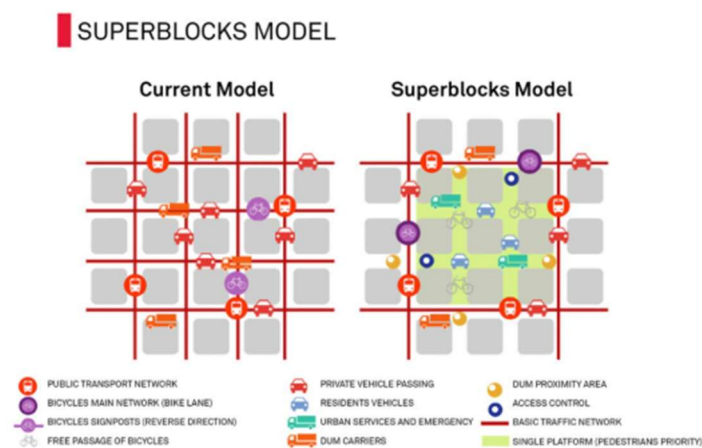 SUPERBLOCKS MODEL
Current Model
Superblocks Model
PUBLIC TRANSPORT NETWORK
BICYCLES MAIN NETWORK (BIKE LANE)
BICYCLES SIGNPOSTS (REVERSE DIRECTION)
FREE PASSAGE OF BICYCLES
PRIVATE VEHICLE PASSING
RESIDENTS VEHICLES
URBAN SERVICES AND EMERGENCY
DUM CARRIERS
DUM PROXIMITY AREA
ACCESS CONTROL
BASIC TRAFFIC NETWORK
SINGLE PLATFORM (PEDESTRIANS PRIORITY)